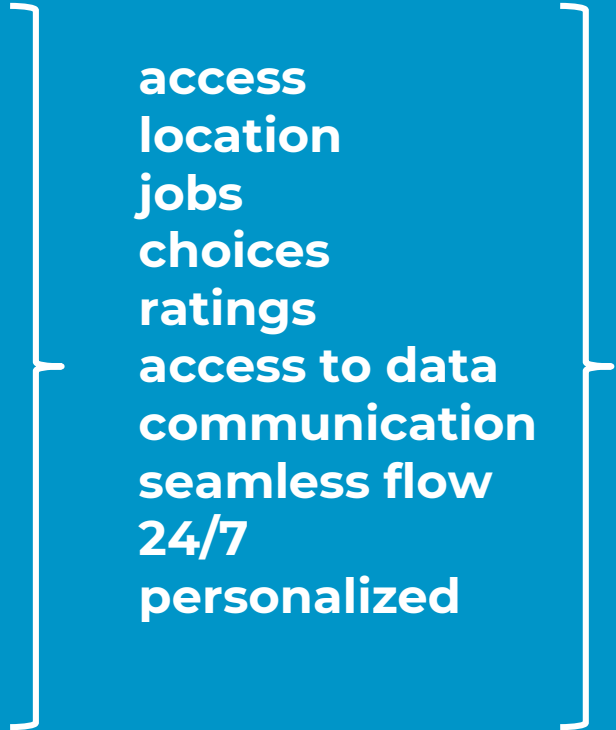 access
location
jobs
choices
ratings
access to data
communication
seamless flow
24/7
personalized